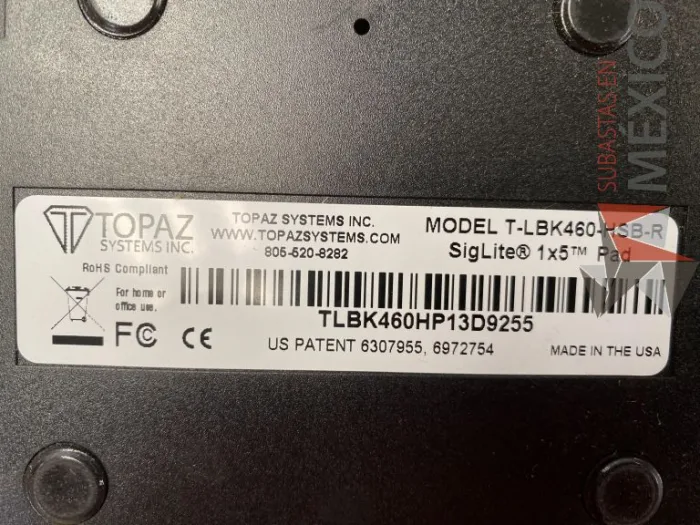 TOPAZ
SYSTEMS INC.
TOPAZ SYSTEMS INC.
WWW.TOPAZSYSTEMS.COM
805-520-8282
MODEL T-LBK460-HSB-R
SigLite® 1x5™ Pad
RoHS Compliant
For home or
office use.
FC CE
TLBK460HP13D9255
US PATENT 6307955, 6972754
MADE IN THE USA
SUBASTAS EN
MÉXICO